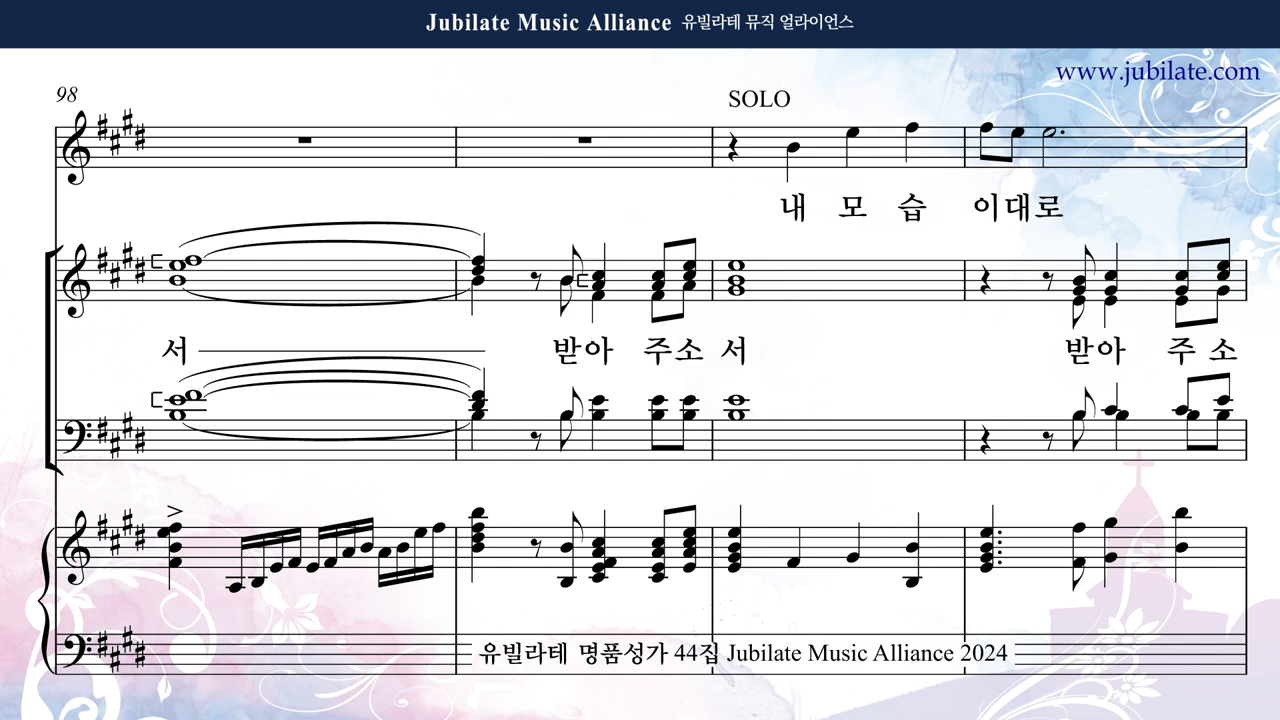 Jubilate Music Alliance 유빌라테 뮤직 얼라이언스
www.jubilate.com
98
SOLO
내 모 습 이대로
서 받아 주소 서 받아 주 소
유빌라테 명품성가 44집 Jubilate Music Alliance 2024